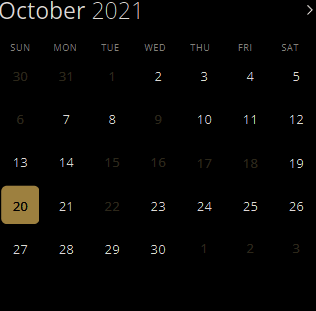 October 2021
SUN MON TUE WED THU FRI SAT
30 31 1 2 3 4 5
6 7 8 9 10 11 12
13 14 15 16 17 18 19
20 21 22 23 24 25 26
27 28 29 30 1 2 3